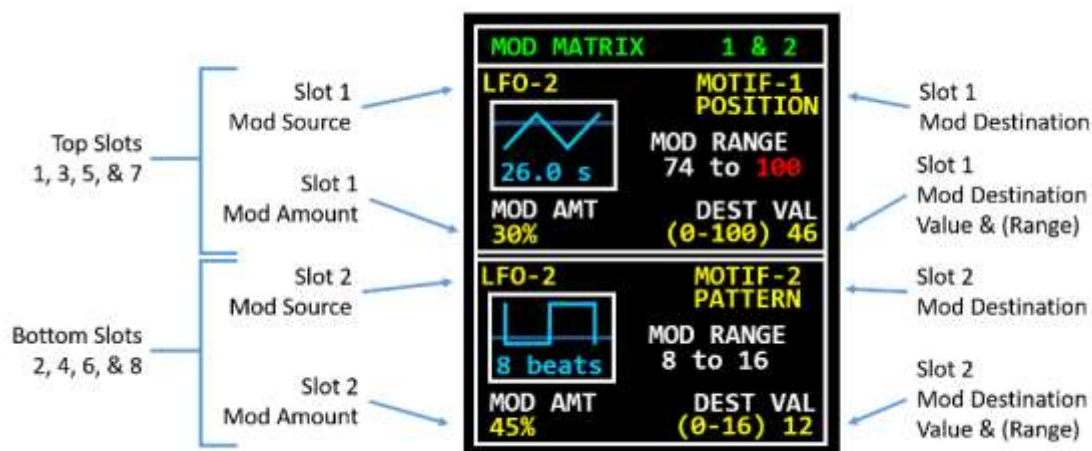 MOD MATRIX 1 & 2
LFO-2
MOTIF-1
POSITION
26.0 s
MOD RANGE
74 to 100
MOD AMT
30%
DEST VAL
(0-100) 46
LFO-2
MOTIF-2
PATTERN
8 beats
MOD RANGE
8 to 16
MOD AMT
45%
DEST VAL
(0-16) 12
Top Slots
1, 3, 5, & 7
Slot 1
Mod Source
Slot 1
Mod Amount
Bottom Slots
2, 4, 6, & 8
Slot 2
Mod Source
Slot 2
Mod Amount
Slot 1
Mod Destination
Slot 1
Mod Destination
Value & (Range)
Slot 2
Mod Destination
Slot 2
Mod Destination
Value & (Range)